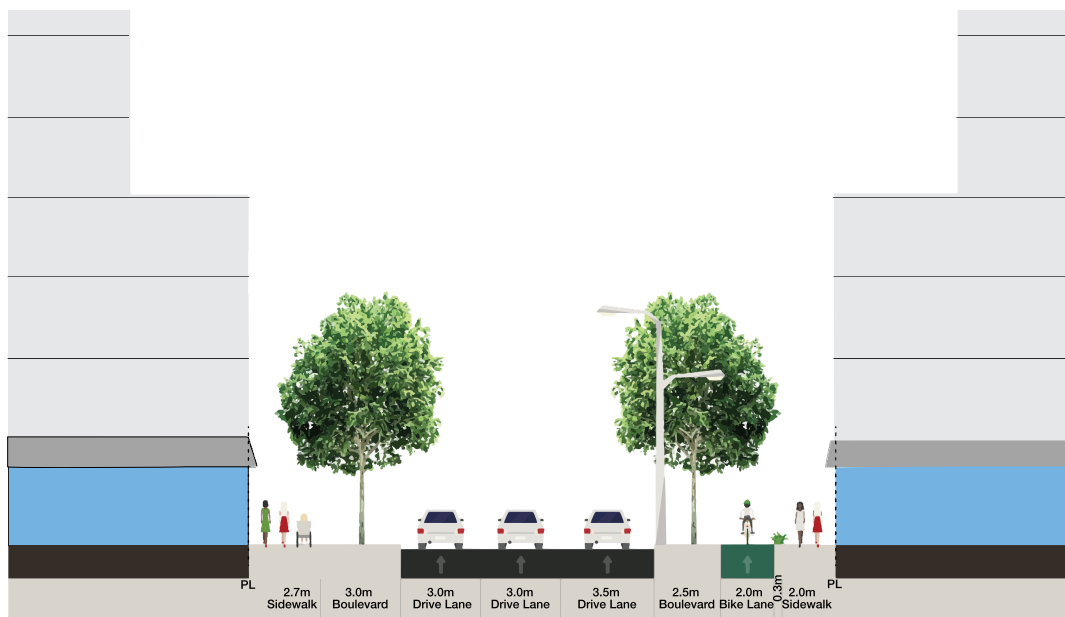 PL
2.7m
Sidewalk
3.0m
Boulevard
3.0m
Drive Lane
3.0m
Drive Lane
3.5m
Drive Lane
2.5m
Boulevard
2.0m
Bike Lane
0.3m
2.0m
Sidewalk
PL